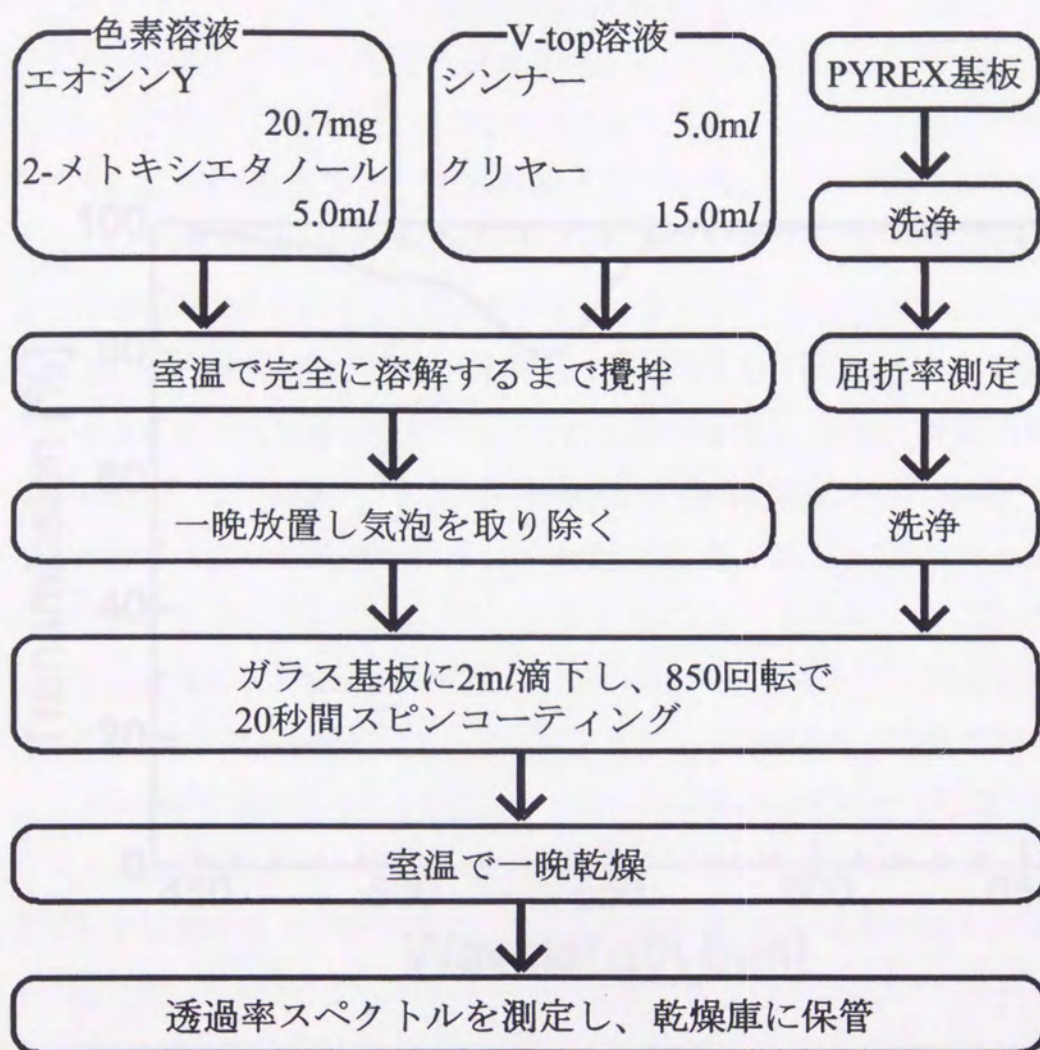 色素溶液
エオシンY
20.7mg
2-メトキシエタノール
5.0ml
V-top溶液
シンナー
5.0ml
クリヤー
15.0ml
PYREX基板
洗浄
室温で完全に溶解するまで攪拌
屈折率測定
一晩放置し気泡を取り除く
洗浄
ガラス基板に2ml滴下し、850回転で
20秒間スピンコーティング
室温で一晩乾燥
透過率スペクトルを測定し、乾燥庫に保管
100
80
60
40
20
0